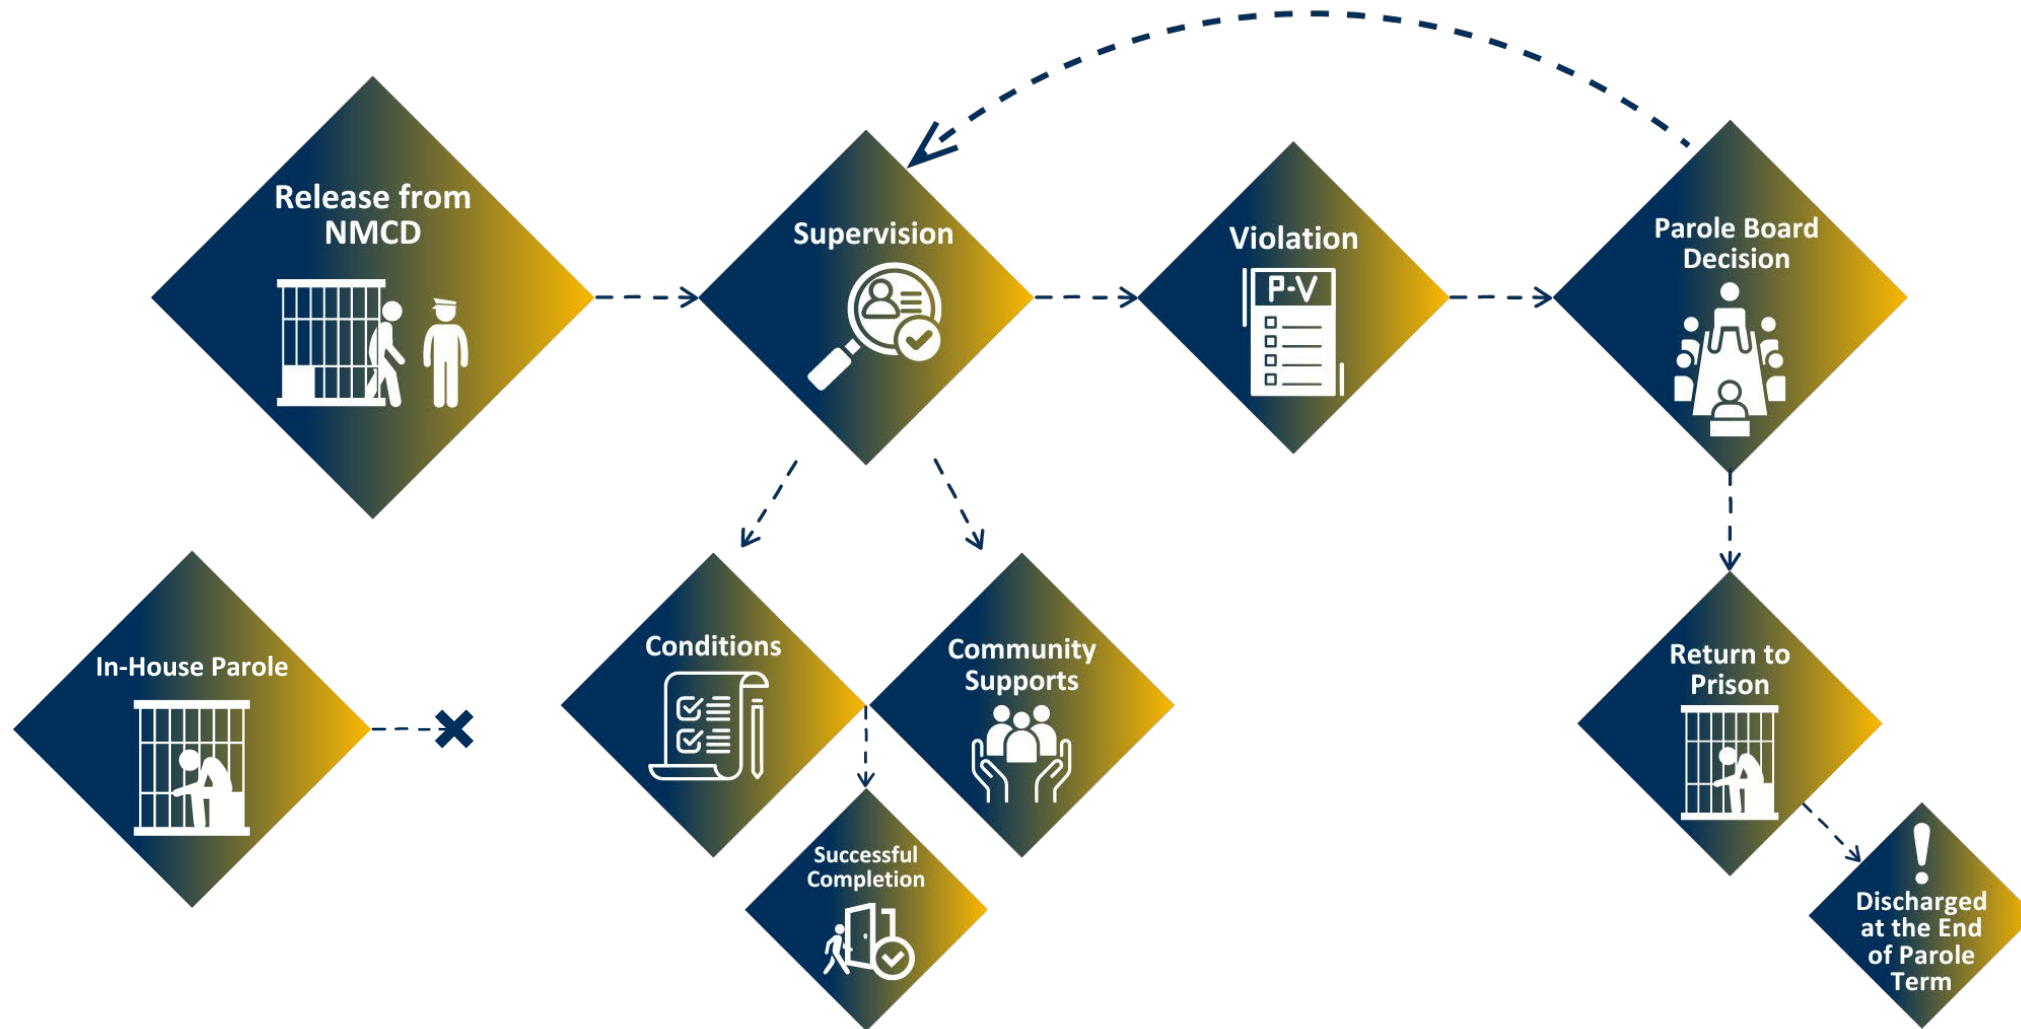 Release from
NMCD
Supervision
Violation
P-V
Parole Board
Decision
In-House Parole
Conditions
Community
Supports
Successful
Completion
Return to
Prison
Discharged
at the End
of Parole
Term